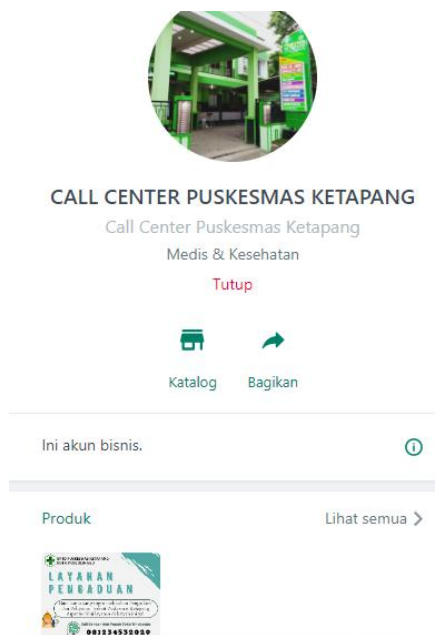 CALL CENTER PUSKESMAS KETAPANG
Call Center Puskesmas Ketapang
Medis & Kesehatan
Tutup
Katalog
Bagikan
Ini akun bisnis.
Produk
Lihat semua
LAYANAN
PENGADUAN
081234532020